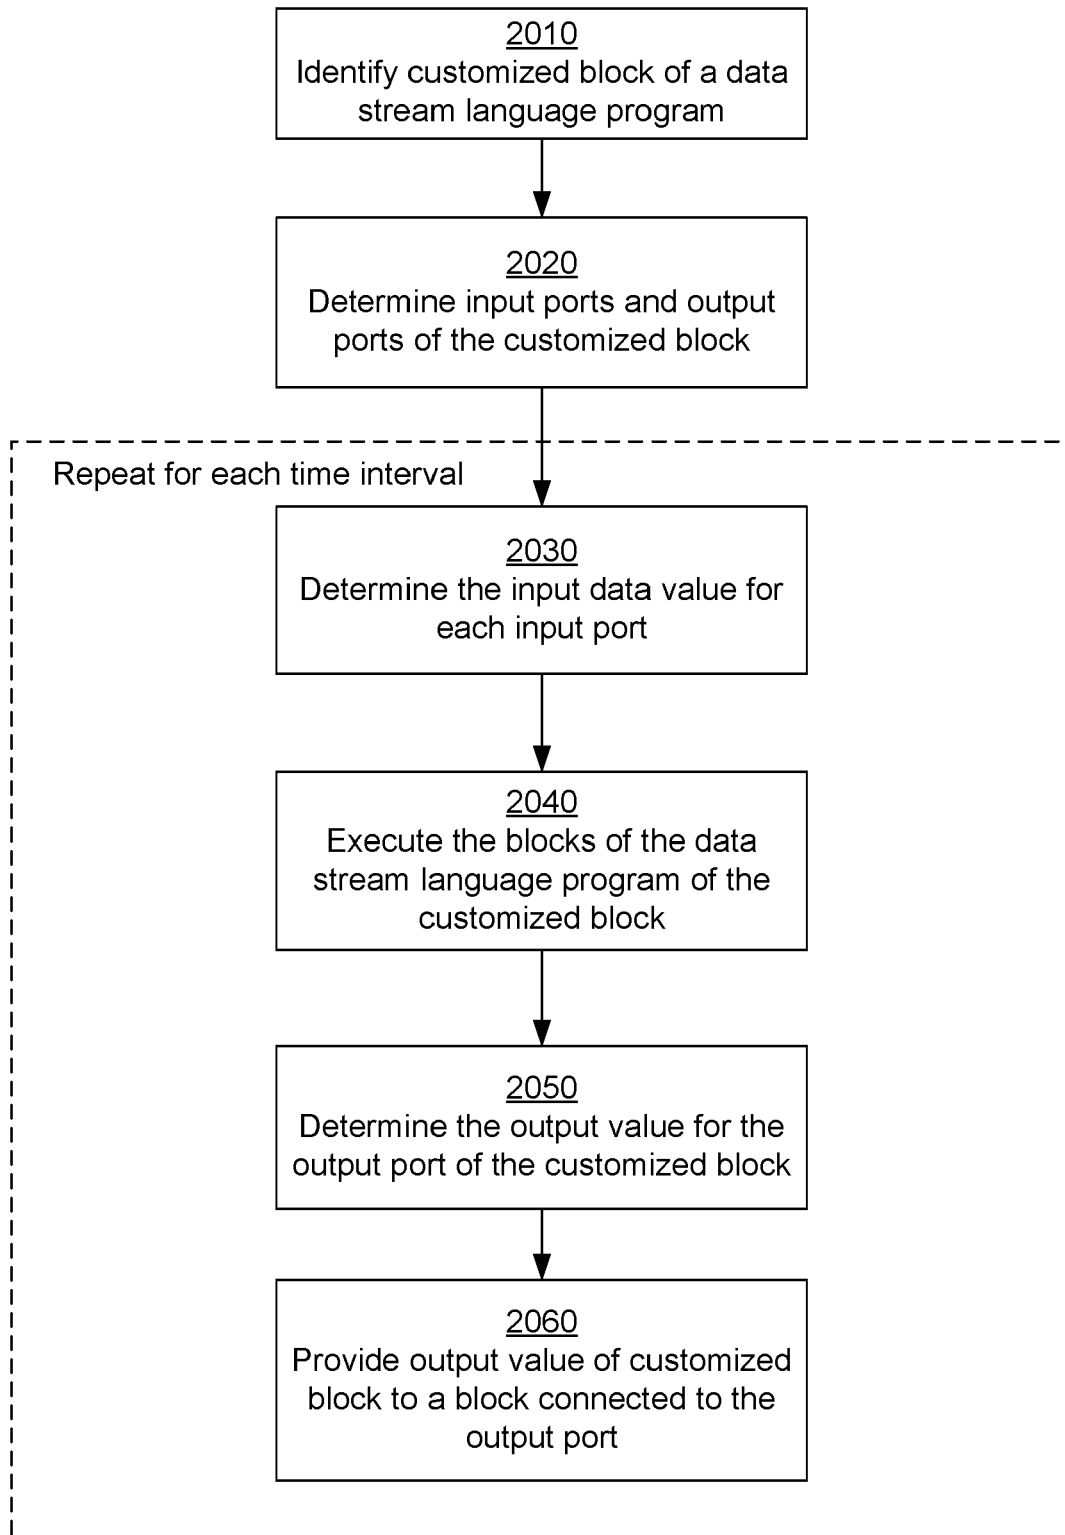 2010
Identify customized block of a data
stream language program
2020
Determine input ports and output
ports of the customized block
Repeat for each time interval
2030
Determine the input data value for
each input port
2040
Execute the blocks of the data
stream language program of the
customized block
2050
Determine the output value for the
output port of the customized block
2060
Provide output value of customized
block to a block connected to the
output port